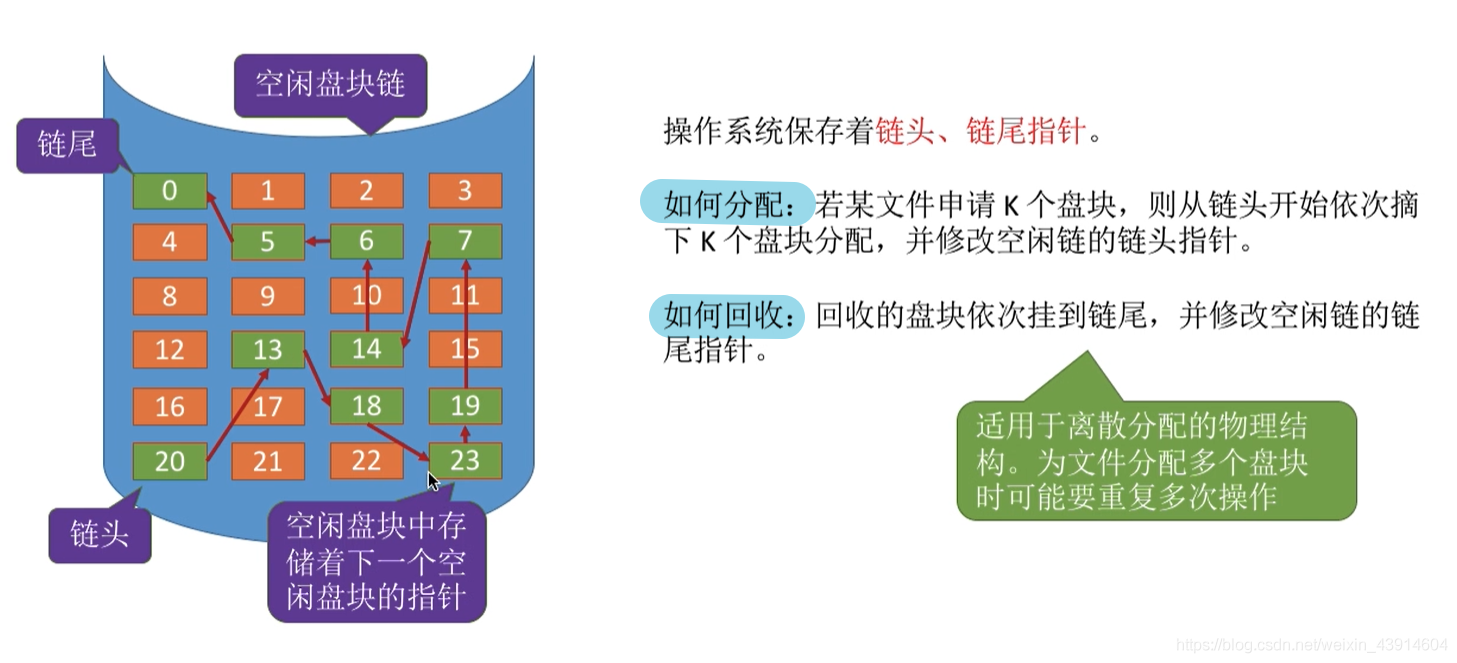 空闲盘块链
链尾
0 1 2 3
4 5 6 7
8 9 10 11
12 13 14 15
16 17 18 19
20 21 22 23
链头
空闲盘块中存
储着下一个空
闲盘块的指针
操作系统保存着链头、链尾指针。
如何分配：若某文件申请 K 个盘块，则从链头开始依次摘
下 K 个盘块分配，并修改空闲链的链头指针。
如何回收：回收的盘块依次挂到链尾，并修改空闲链的链
尾指针。
适用于离散分配的物理结
构。为文件分配多个盘块
时可能要重复多次操作
https://blog.csdn.net/weixin_43914604